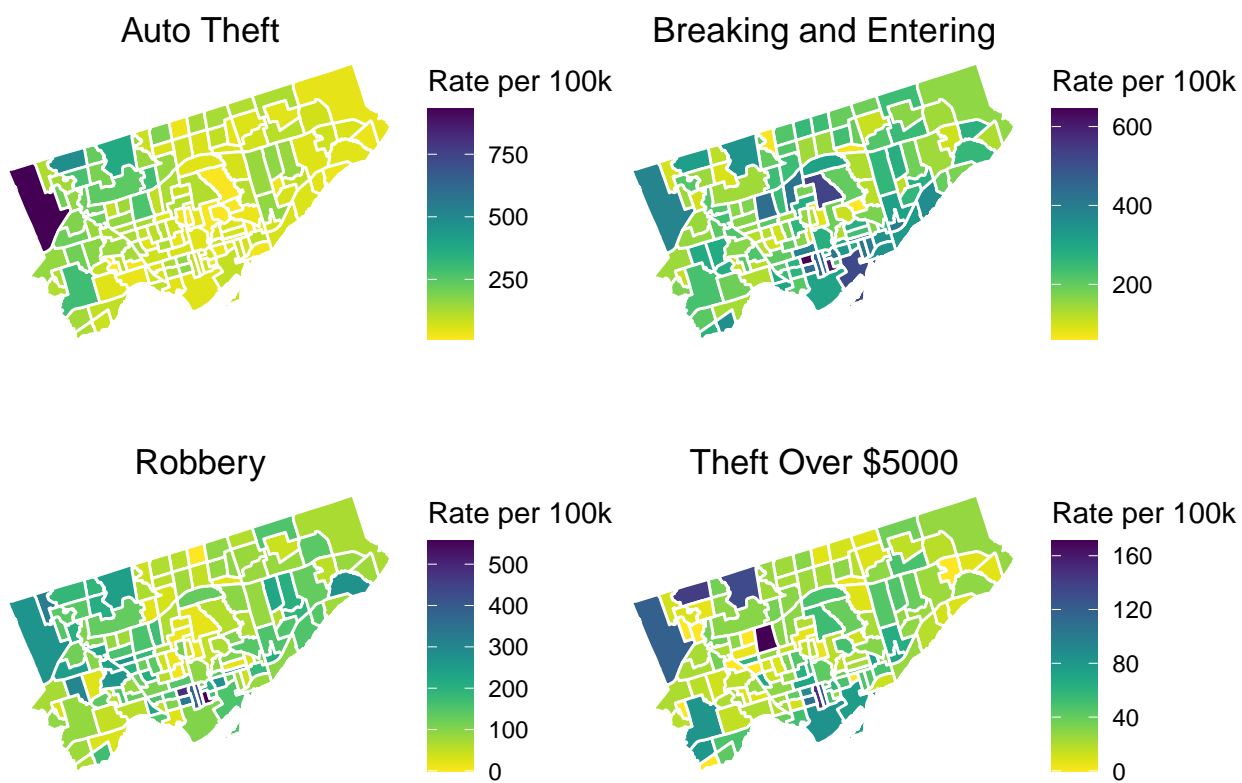 Auto Theft
Rate per 100k
750
500
250
Breaking and Entering
Rate per 100k
600
400
200
Robbery
Rate per 100k
500
400
300
200
100
0
Theft Over $5000
Rate per 100k
160
120
80
40
0